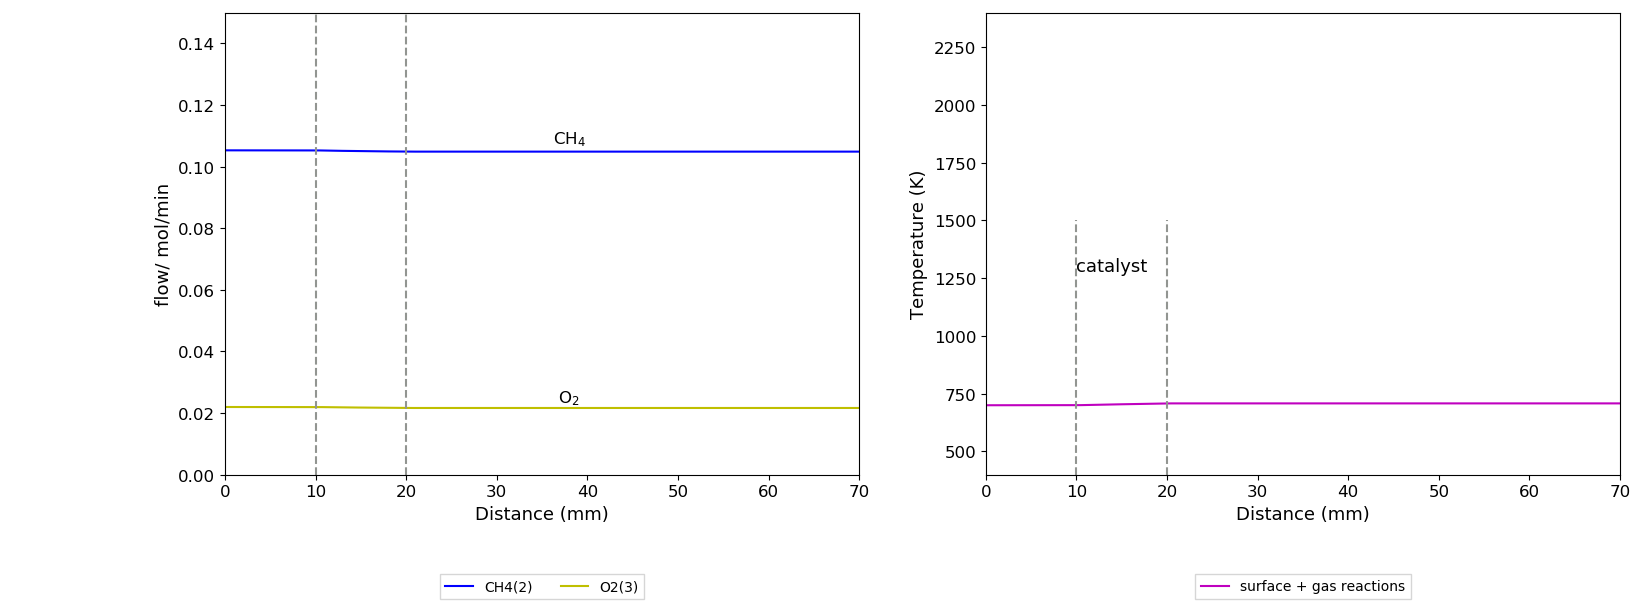 0.14
0.12
0.10
0.08
0.06
0.04
0.02
0.00
flow/ mol/min
CH₄
O₂
0 10 20 30 40 50 60 70
Distance (mm)
CH4(2) O2(3)
2250
2000
1750
1500
1250
1000
750
500
Temperature (K)
catalyst
0 10 20 30 40 50 60 70
Distance (mm)
surface + gas reactions